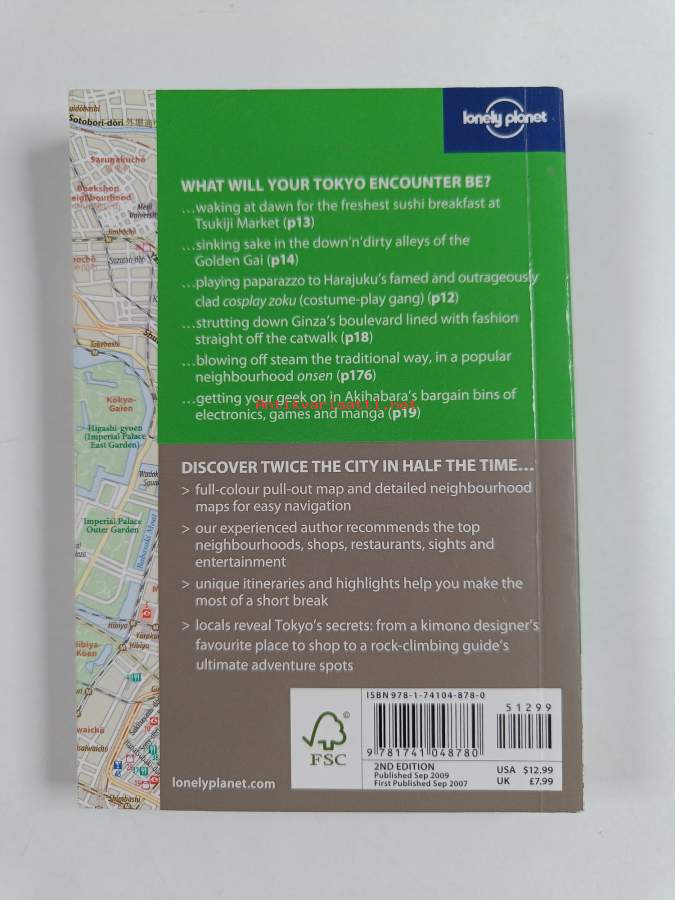 lonely planet
WHAT WILL YOUR TOKYO ENCOUNTER BE?
...waking at dawn for the freshest sushi breakfast at
Tsukiji Market (p13)
...sinking sake in the down'n'dirty alleys of the
Golden Gai (p14)
...playing paparazzo to Harajuku's famed and outrageously
clad cosplay zoku (costume-play gang) (p12)
...strutting down Ginza's boulevard lined with fashion
straight off the catwalk (p18)
...blowing off steam the traditional way, in a popular
neighbourhood onsen (p176)
...getting your geek on in Akihabara's bargain bins of
electronics, games and manga (p19)
Antikvariaatti.net
DISCOVER TWICE THE CITY IN HALF THE TIME...
> full-colour pull-out map and detailed neighbourhood
maps for easy navigation
> our experienced author recommends the top
neighbourhoods, shops, restaurants, sights and
entertainment
> unique itineraries and highlights help you make the
most of a short break
> locals reveal Tokyo's secrets: from a kimono designer's
favourite place to shop to a rock-climbing guide's
ultimate adventure spots
lonelyplanet.com
©
FSC
ISBN 978-1-74104-878-0
51299
9 781741 048780
2ND EDITION
Published Sep 2009
First Published Sep 2007
USA $12.99
UK £7.99
Sotobori-dōri
Sarugakuchō
Bookshop
Kōkyo-
Gaien
Higashi-gyoen
(Imperial Palace
East Garden)
Imperial Palace
Outer Garden
Hibiya